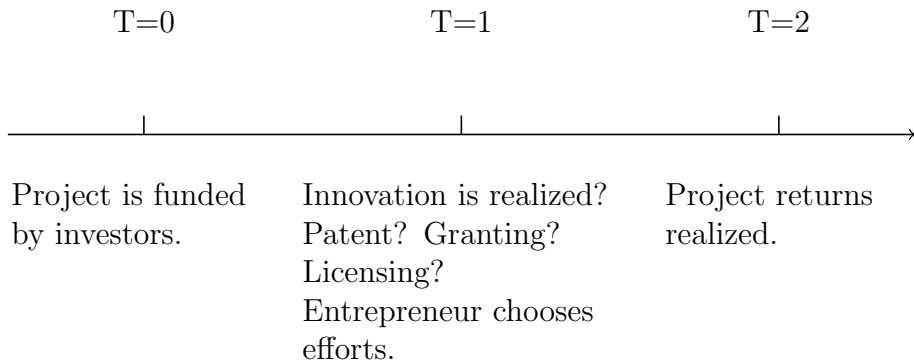 T=0
T=1
T=2
Project is funded
by investors.
Innovation is realized?
Patent? Granting?
Licensing?
Entrepreneur chooses
efforts.
Project returns
realized.